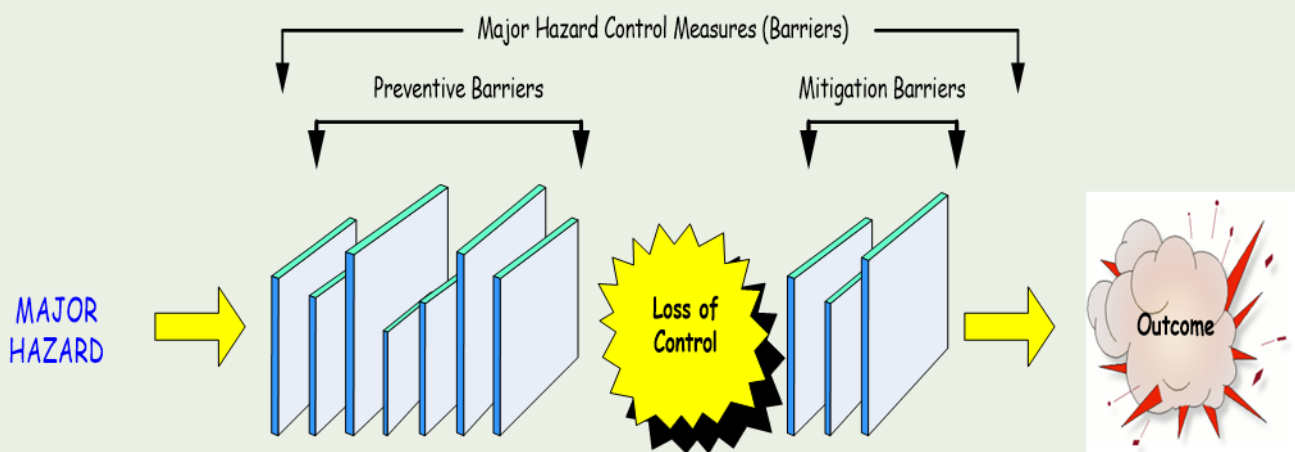 Major Hazard Control Measures (Barriers)
Preventive Barriers
Mitigation Barriers
MAJOR
HAZARD
Loss of
Control
Outcome